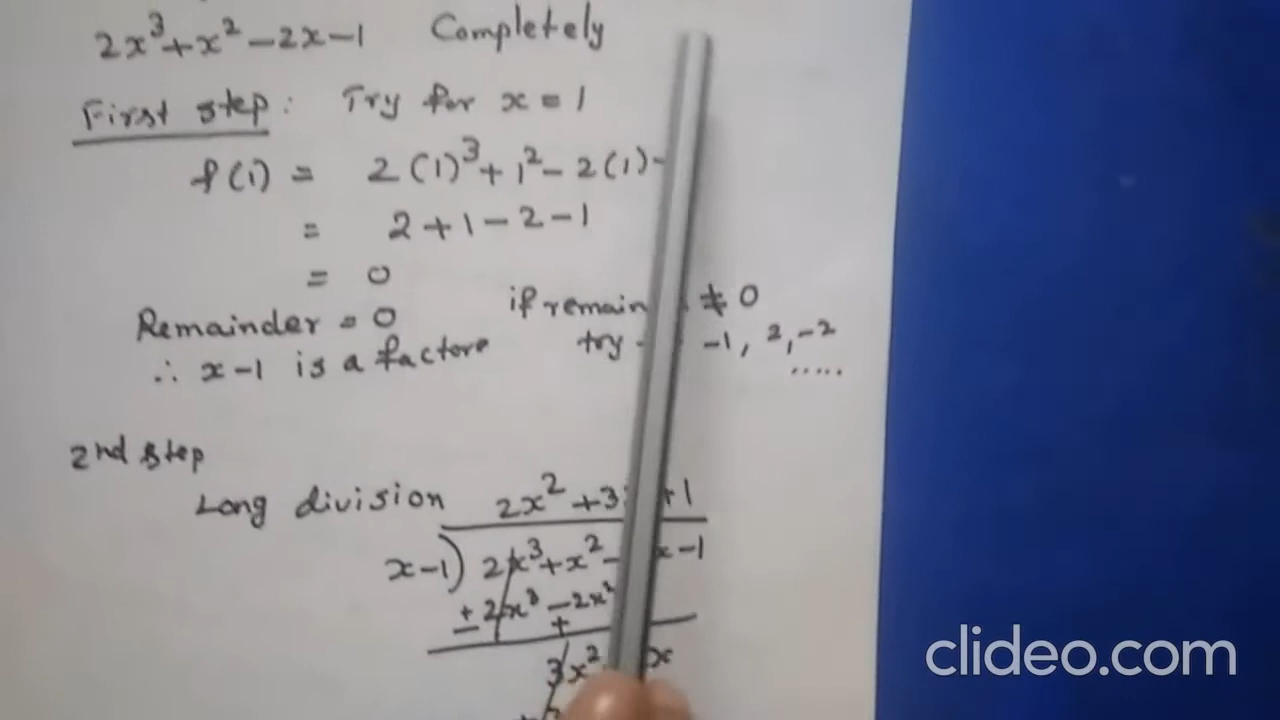 2x³+x²-2x-1 Completely
First step: Try for x = 1
f(1) = 2(1)³+1²-2(1)-
= 2+1-2-1
= 0
Remainder = 0
∴ x-1 is a factor
if remain ≠ 0
try -1, 2, -2
.....
2nd step
Long division
2x² +3 +1
x-1) 2x³+x²- x-1
2x³ -2x²
3x² x
clideo.com